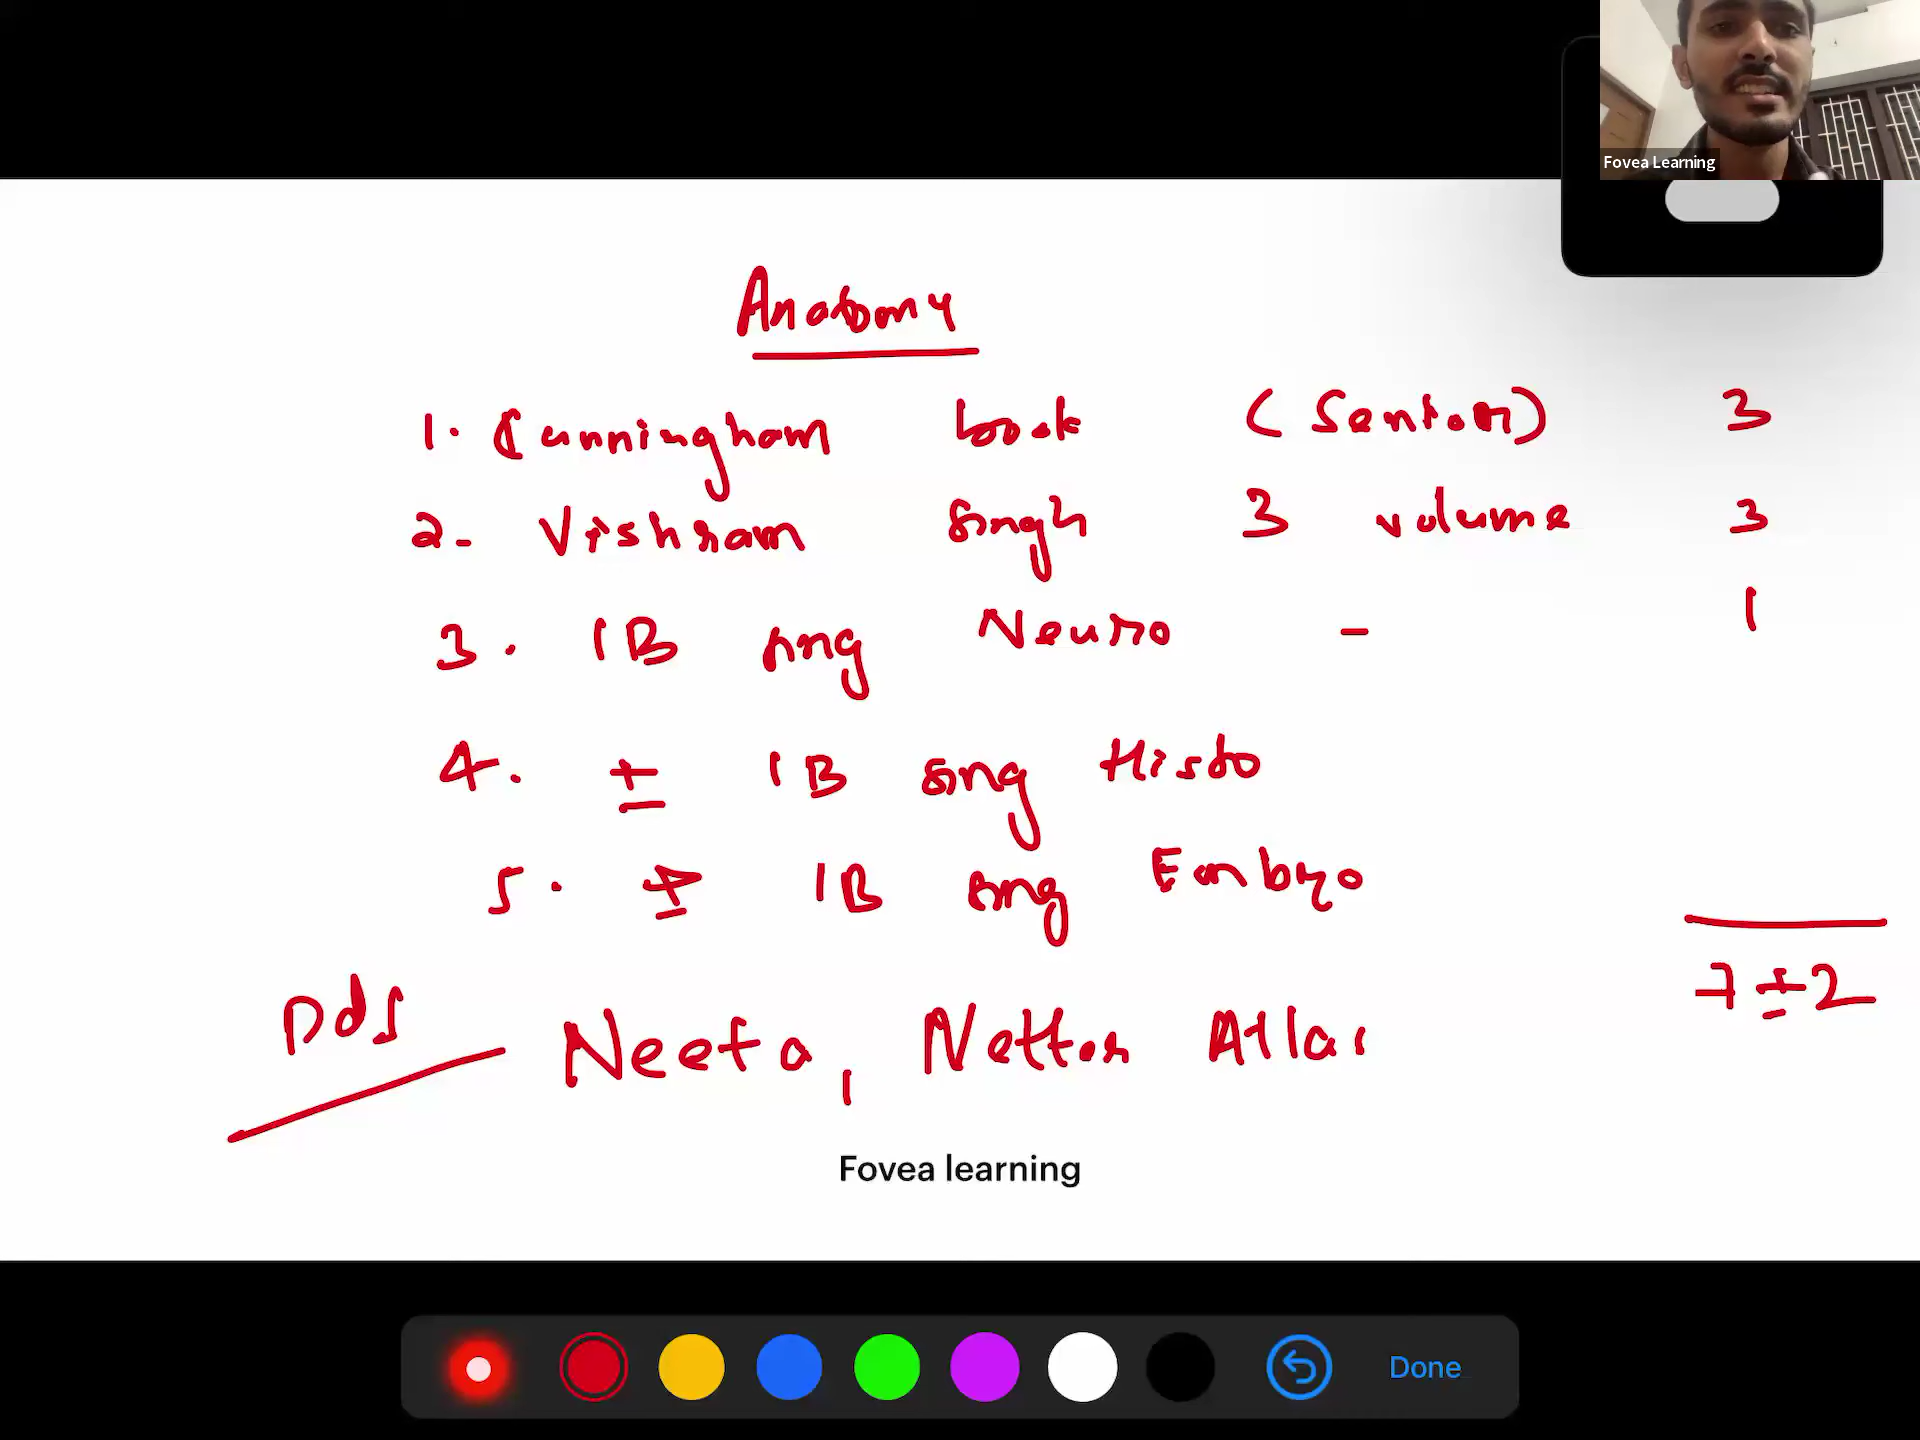 Fovea Learning
Anatomy
1. Cunningham book (Senior) 3
2- Vishram Singh 3 volume 3
3. IB sing Neuro - 1
4. ± IB sing Histo
5. ± IB sing Embryo
7 ± 2
Pdf Neeta, Netter Atlas
Fovea learning
Done